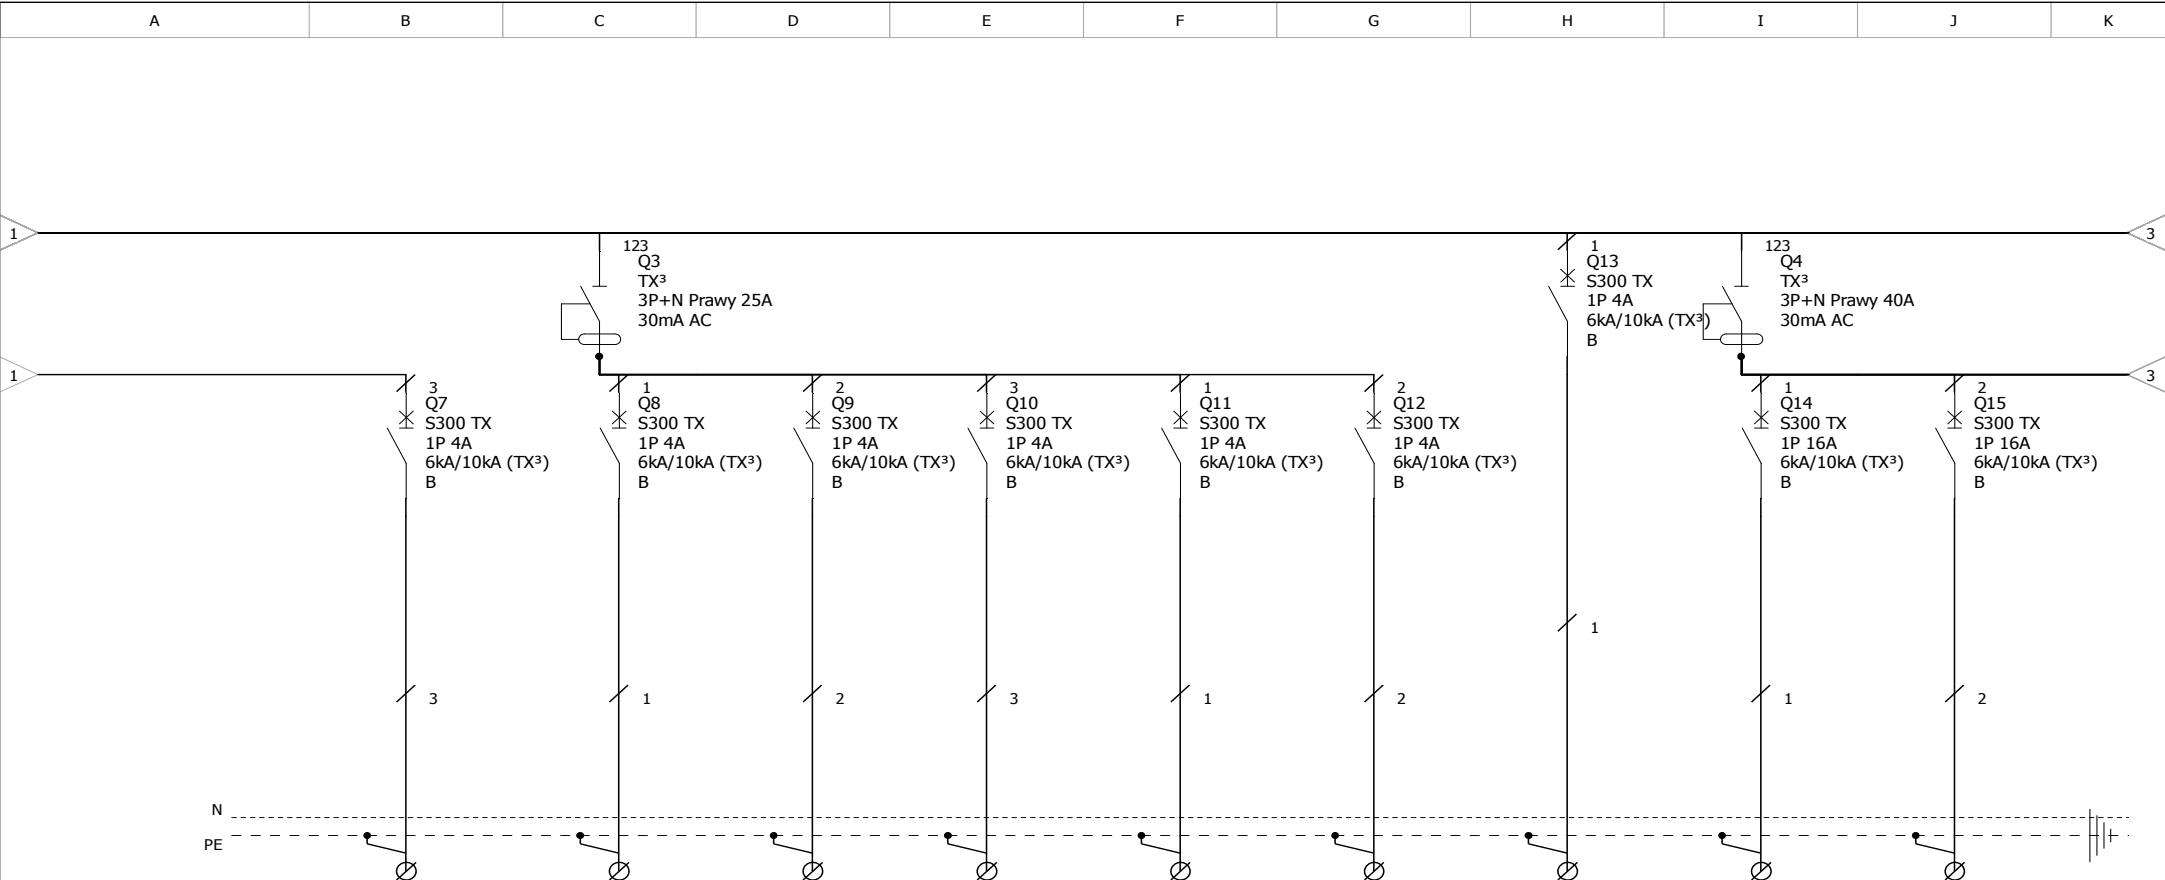 A B C D E F G H I J K
1
3
123
Q3
TX³
3P+N Prawy 25A
30mA AC
1
Q13
S300 TX
1P 4A
6kA/10kA (TX³)
B
123
Q4
TX³
3P+N Prawy 40A
30mA AC
1
3
3
Q7
S300 TX
1P 4A
6kA/10kA (TX³)
B
1
Q8
S300 TX
1P 4A
6kA/10kA (TX³)
B
2
Q9
S300 TX
1P 4A
6kA/10kA (TX³)
B
3
Q10
S300 TX
1P 4A
6kA/10kA (TX³)
B
1
Q11
S300 TX
1P 4A
6kA/10kA (TX³)
B
2
Q12
S300 TX
1P 4A
6kA/10kA (TX³)
B
1
Q14
S300 TX
1P 16A
6kA/10kA (TX³)
B
2
Q15
S300 TX
1P 16A
6kA/10kA (TX³)
B
1
3 1 2 3 1 2 1 2
N
PE